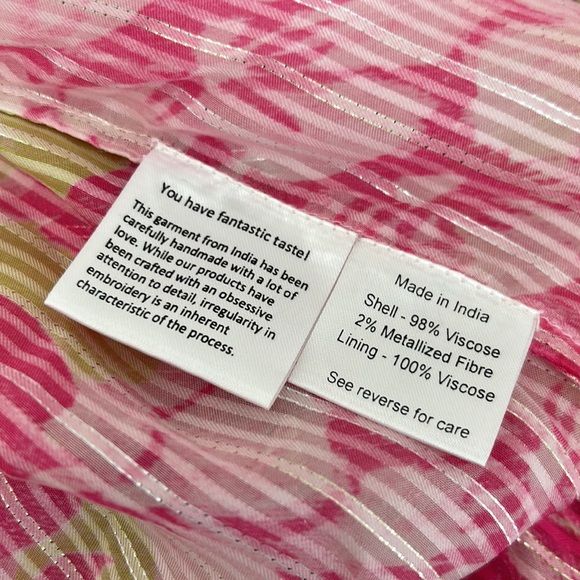 You have fantastic taste!
This garment from India has been
carefully handmade with a lot of
love. While our products have
been crafted with an obsessive
attention to detail, irregularity in
embroidery is an inherent
characteristic of the process.
Made in India
Shell - 98% Viscose
2% Metallized Fibre
Lining - 100% Viscose
See reverse for care